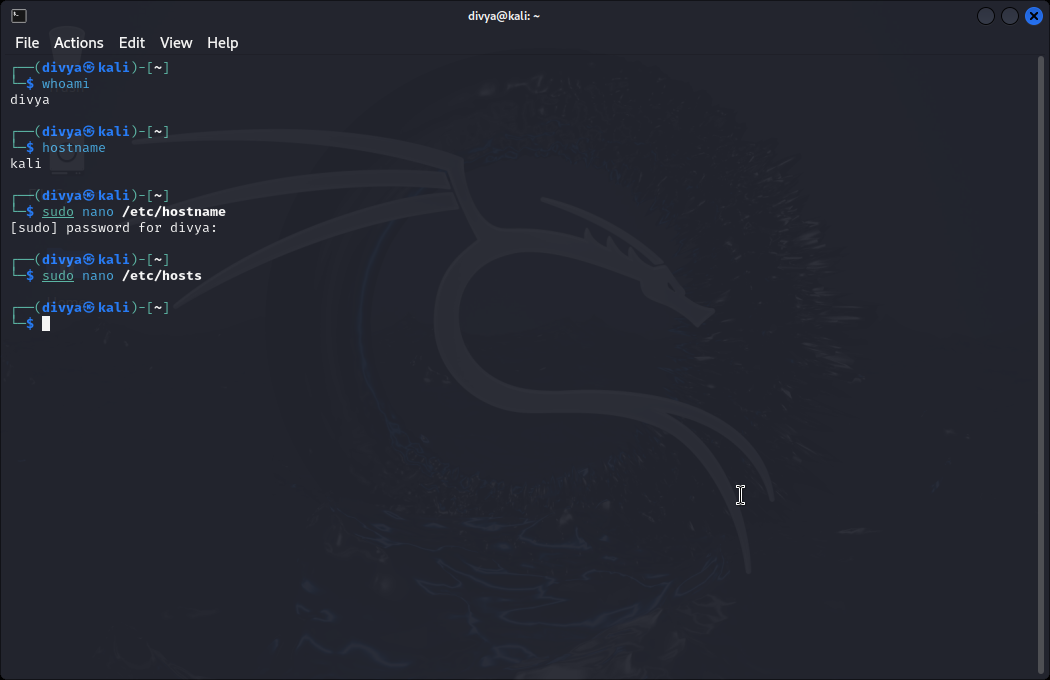 divya@kali: ~
File Actions Edit View Help
┌──(divya㉿kali)-[~]
└─$ whoami
divya
┌──(divya㉿kali)-[~]
└─$ hostname
kali
┌──(divya㉿kali)-[~]
└─$ sudo nano /etc/hostname
[sudo] password for divya:
┌──(divya㉿kali)-[~]
└─$ sudo nano /etc/hosts
┌──(divya㉿kali)-[~]
└─$